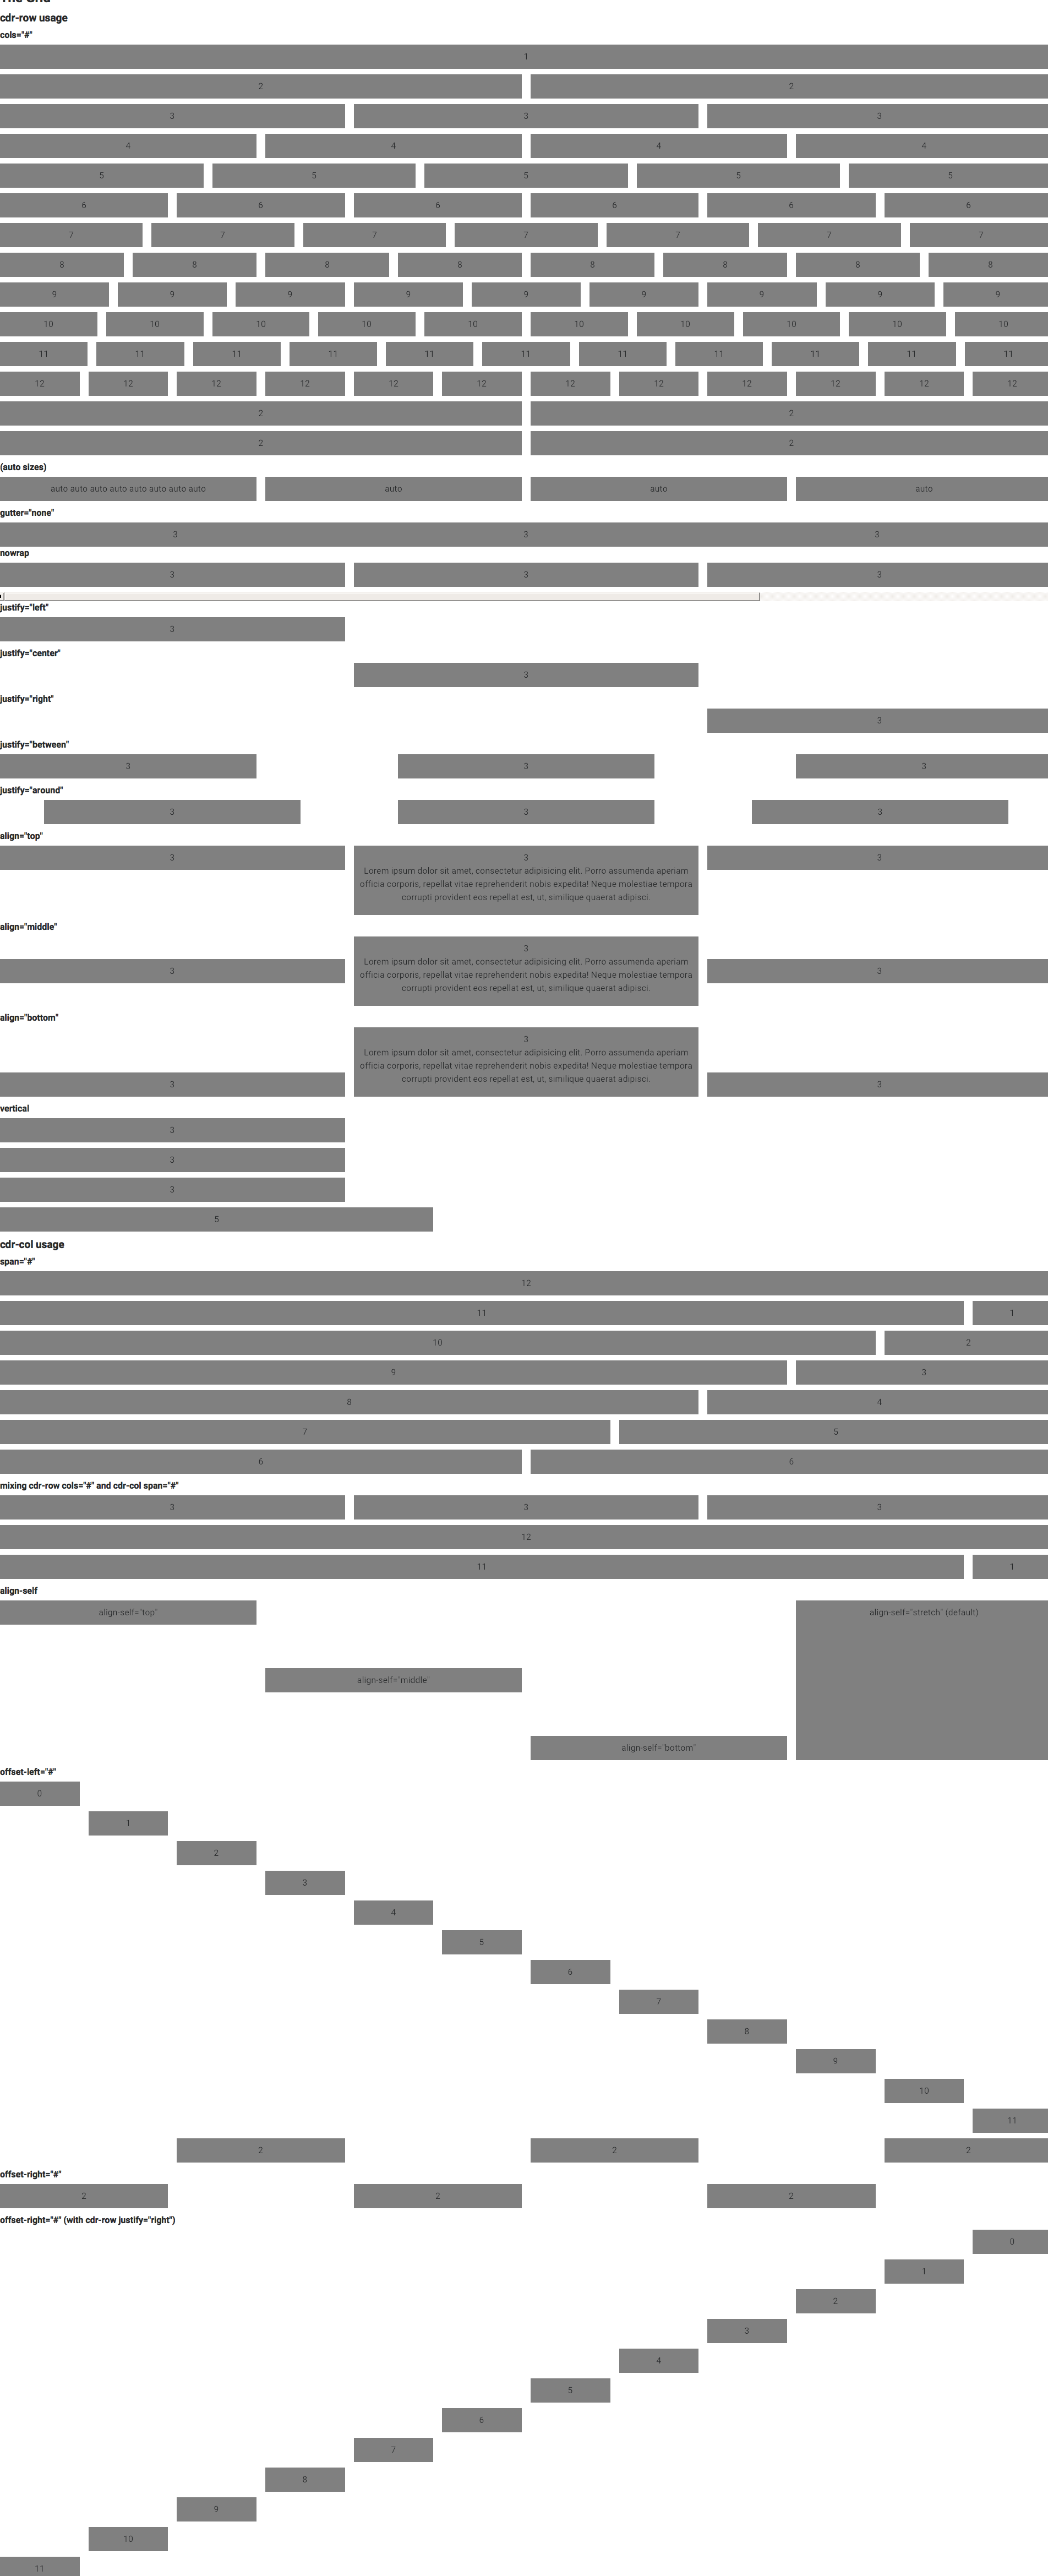 The Grid
cdr-row usage
cols="#"
1
2 2
3 3 3
4 4 4 4
5 5 5 5 5
6 6 6 6 6 6
7 7 7 7 7 7 7
8 8 8 8 8 8 8 8
9 9 9 9 9 9 9 9 9
10 10 10 10 10 10 10 10 10 10
11 11 11 11 11 11 11 11 11 11 11
12 12 12 12 12 12 12 12 12 12 12 12
2 2
2 2
(auto sizes)
auto auto auto auto auto auto auto auto auto auto auto
gutter="none"
3 3 3
nowrap
3 3 3
justify="left"
3
justify="center"
3
justify="right"
3
justify="between"
3 3 3
justify="around"
3 3 3
align="top"
3 3 3
Lorem ipsum dolor sit amet, consectetur adipisicing elit. Porro assumenda aperiam
officia corporis, repellat vitae reprehenderit nobis expedita! Neque molestiae tempora
corrupti provident eos repellat est, ut, similique quaerat adipisci.
align="middle"
3
Lorem ipsum dolor sit amet, consectetur adipisicing elit. Porro assumenda aperiam
3 3
officia corporis, repellat vitae reprehenderit nobis expedita! Neque molestiae tempora
corrupti provident eos repellat est, ut, similique quaerat adipisci.
align="bottom"
3
Lorem ipsum dolor sit amet, consectetur adipisicing elit. Porro assumenda aperiam
officia corporis, repellat vitae reprehenderit nobis expedita! Neque molestiae tempora
corrupti provident eos repellat est, ut, similique quaerat adipisci.
3 3
vertical
3
3
3
5
cdr-col usage
span="#"
12
11 1
10 2
9 3
8 4
7 5
6 6
mixing cdr-row cols="#" and cdr-col span="#"
3 3 3
12
11 1
align-self
align-self="top" align-self="stretch" (default)
align-self="middle"
align-self="bottom"
offset-left="#"
0
1
2
3
4
5
6
7
8
9
10
11
2 2 2
offset-right="#"
2 2 2
offset-right="#" (with cdr-row justify="right")
0
1
2
3
4
5
6
7
8
9
10
11